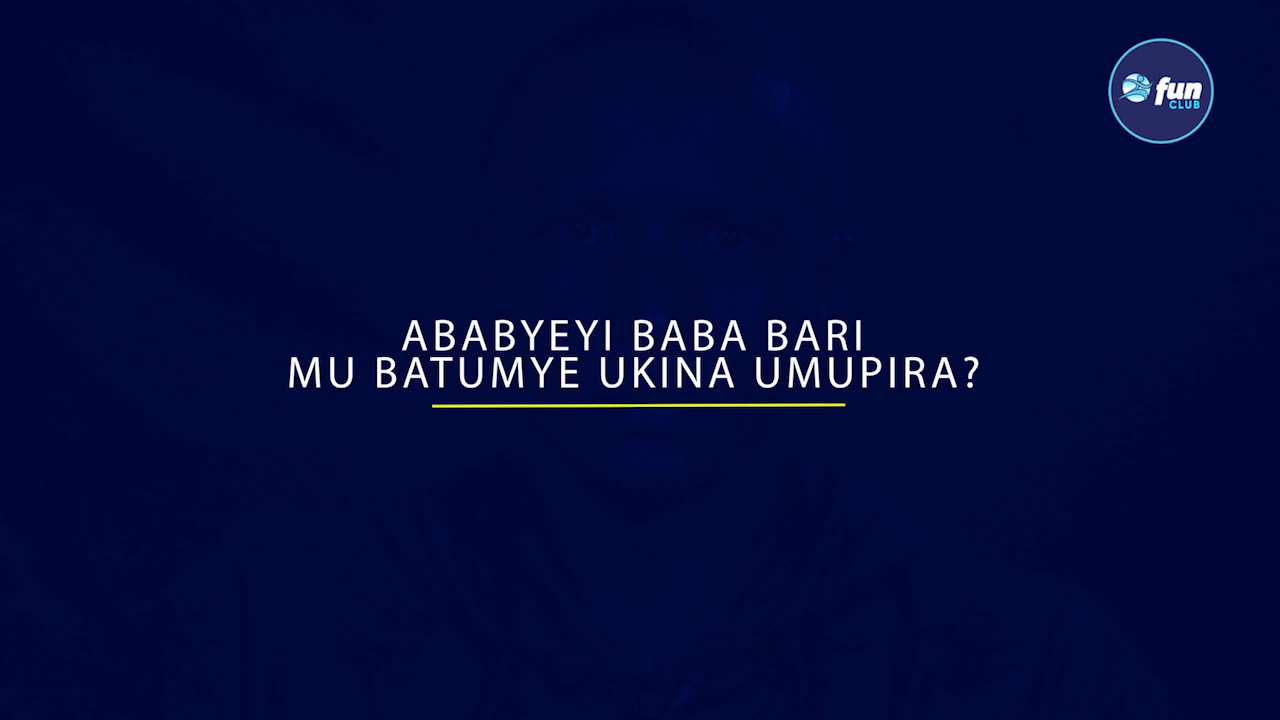 fun
CLUB
ABABYEYI BABA BARI
MU BATUMYE UKINA UMUPIRA?